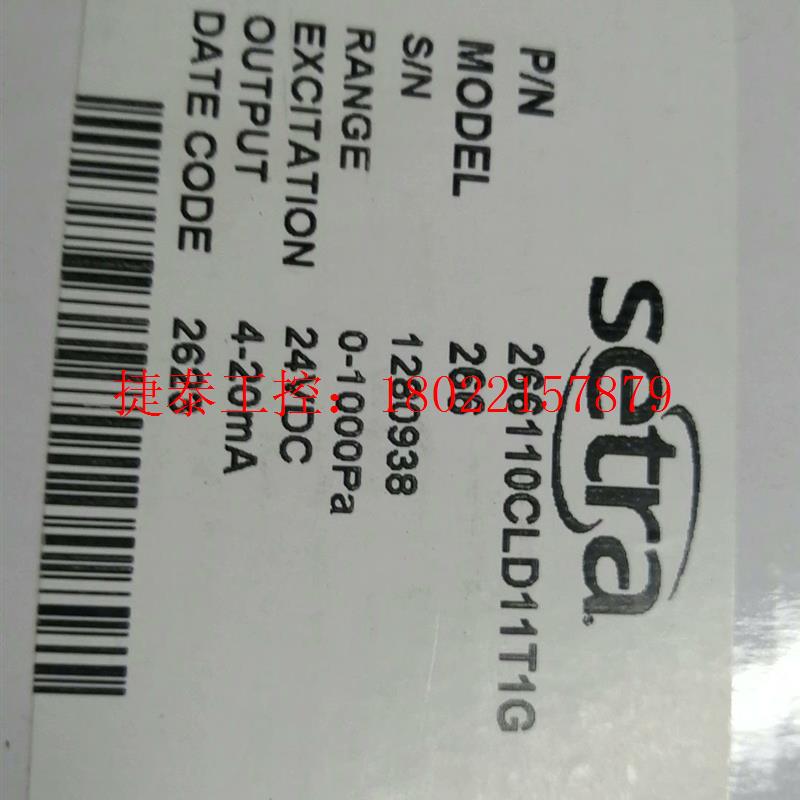 setra
P/N 266110CLD11T1G
MODEL 266
S/N 1280938
RANGE 0-1000Pa
EXCITATION 24VDC
OUTPUT 4-20mA
DATE CODE
捷泰工控：18022157879